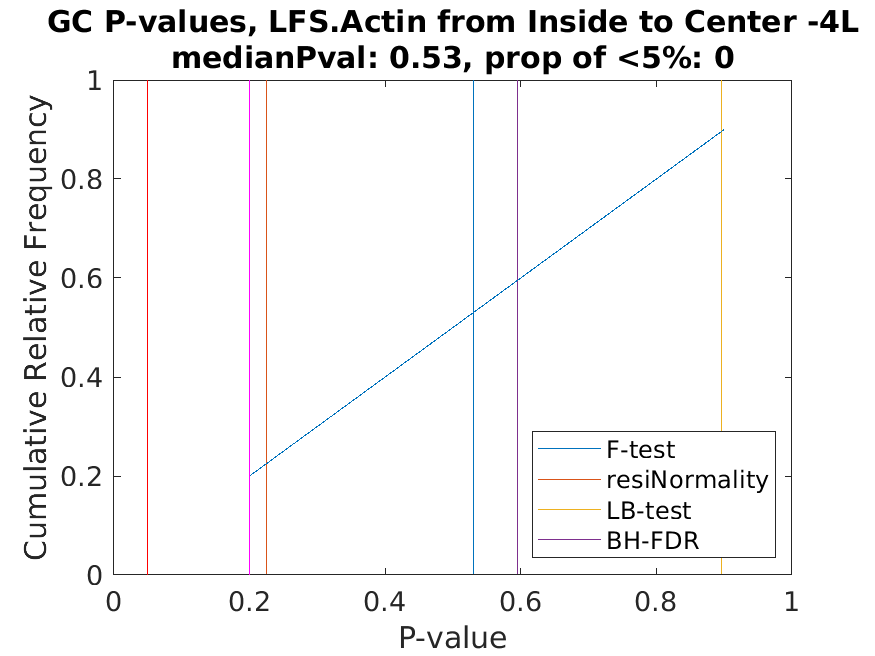 GC P-values, LFS.Actin from Inside to Center -4L
medianPval: 0.53, prop of <5%: 0
Cumulative Relative Frequency
1
0.8
0.6
0.4
0.2
0
F-test
resiNormality
LB-test
BH-FDR
0 0.2 0.4 0.6 0.8 1
P-value